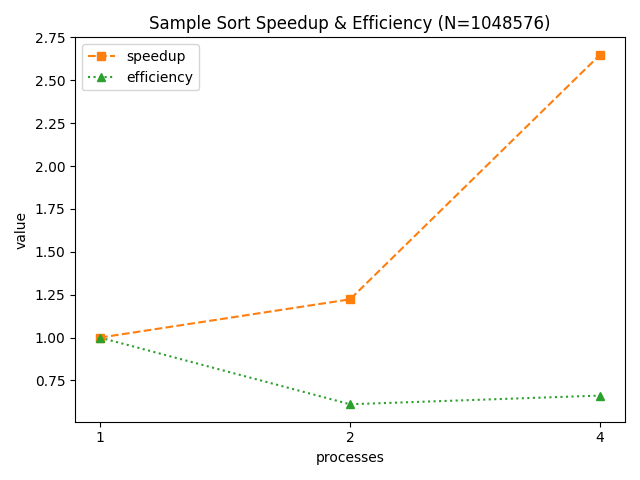 Sample Sort Speedup & Efficiency (N=1048576)
speedup
efficiency
2.75
2.50
2.25
2.00
1.75
1.50
1.25
1.00
0.75
value
1 2 4
processes